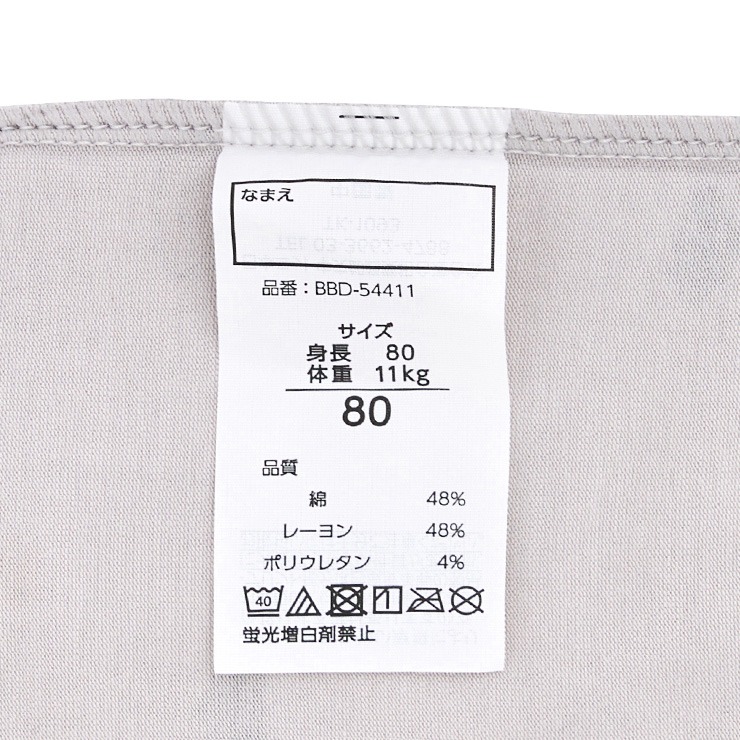 なまえ
品番：BBD-54411
サイズ
身長 80
体重 11kg
80
品質
綿 48%
レーヨン 48%
ポリウレタン 4%
40
蛍光増白剤禁止